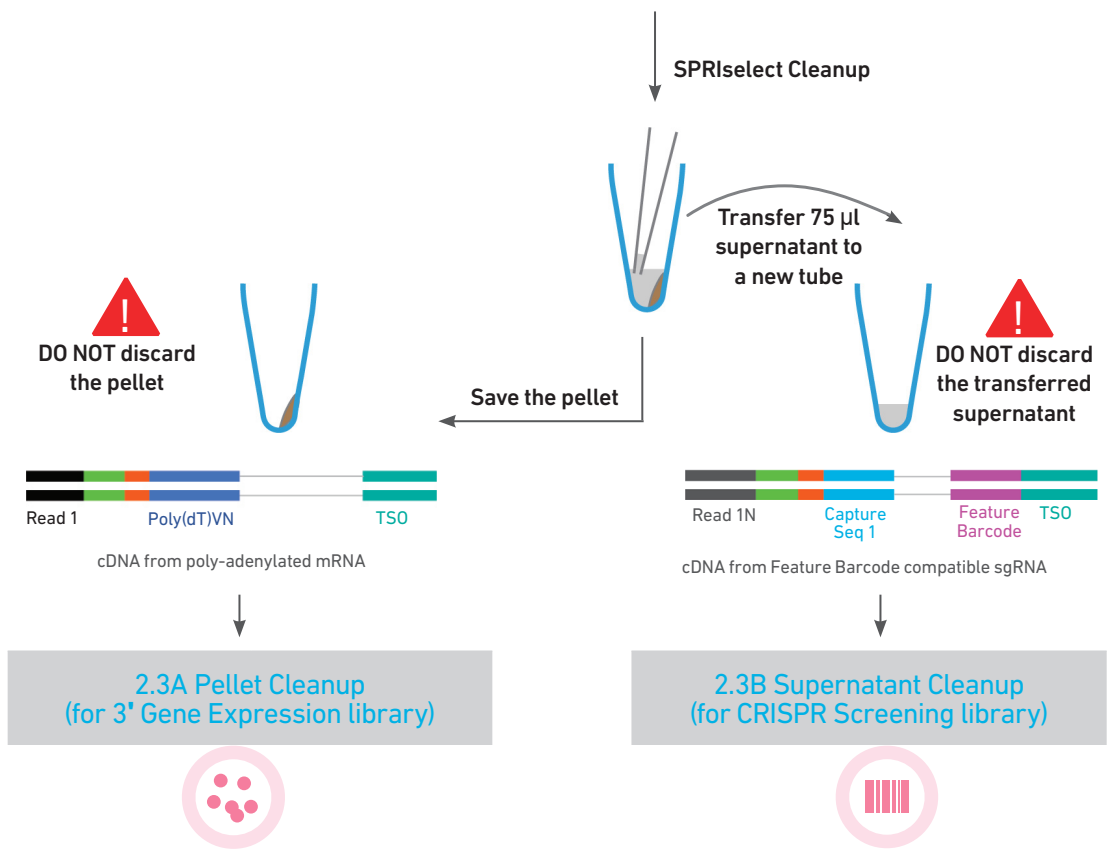 SPRIselect Cleanup
Transfer 75 μl
supernatant to
a new tube
!
DO NOT discard
the pellet
Save the pellet
!
DO NOT discard
the transferred
supernatant
Read 1
Poly(dT)VN
TSO
cDNA from poly-adenylated mRNA
Read 1N
Capture
Seq 1
Feature
Barcode
TSO
cDNA from Feature Barcode compatible sgRNA
2.3A Pellet Cleanup
(for 3' Gene Expression library)
2.3B Supernatant Cleanup
(for CRISPR Screening library)